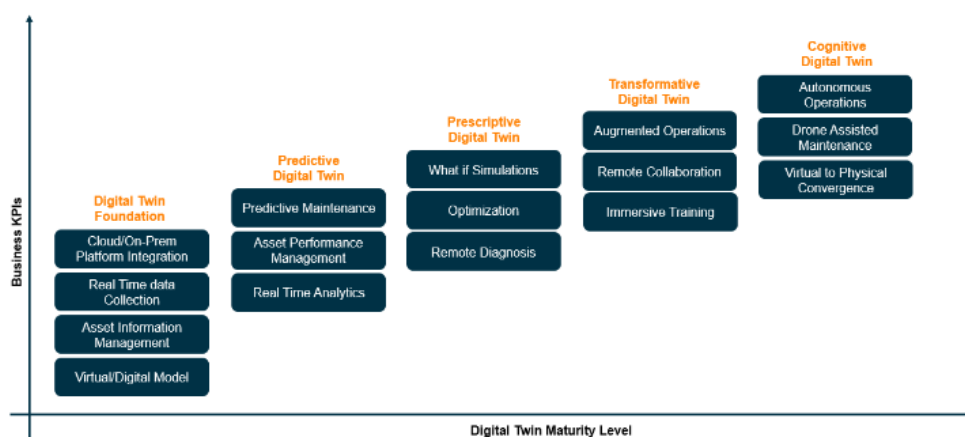 Business KPIs
Digital Twin
Foundation
Cloud/On-Prem
Platform Integration
Real Time data
Collection
Asset Information
Management
Virtual/Digital Model
Predictive
Digital Twin
Predictive Maintenance
Asset Performance
Management
Real Time Analytics
Prescriptive
Digital Twin
What if Simulations
Optimization
Remote Diagnosis
Transformative
Digital Twin
Augmented Operations
Remote Collaboration
Immersive Training
Cognitive
Digital Twin
Autonomous
Operations
Drone Assisted
Maintenance
Virtual to Physical
Convergence
Digital Twin Maturity Level